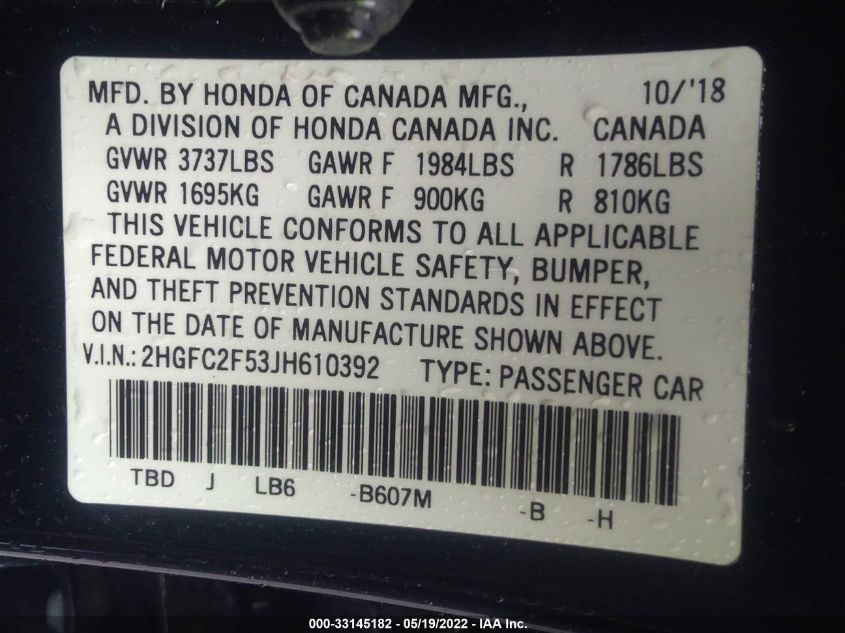 MFD. BY HONDA OF CANADA MFG., 10/'18
A DIVISION OF HONDA CANADA INC. CANADA
GVWR 3737LBS GAWR F 1984LBS R 1786LBS
GVWR 1695KG GAWR F 900KG R 810KG
THIS VEHICLE CONFORMS TO ALL APPLICABLE
FEDERAL MOTOR VEHICLE SAFETY, BUMPER,
AND THEFT PREVENTION STANDARDS IN EFFECT
ON THE DATE OF MANUFACTURE SHOWN ABOVE.
V.I.N.: 2HGFC2F53JH610392 TYPE: PASSENGER CAR
TBD J LB6 -B607M -B -H
000-33145182 - 05/19/2022 - IAA Inc.